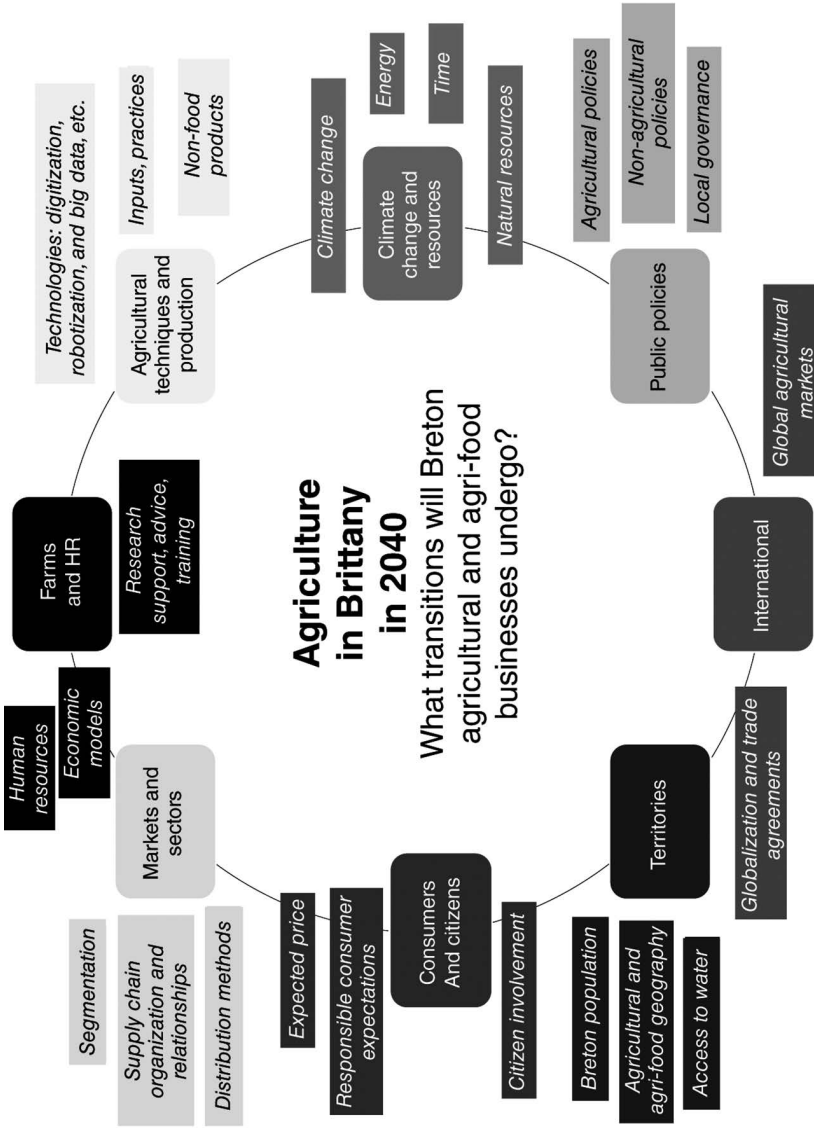 Agriculture
in Brittany
in 2040
What transitions will Breton
agricultural and agri-food
businesses undergo?
Farms
and HR
Human
resources
Economic
models
Research
support, advice,
training
Agricultural
techniques and
production
Technologies: digitization,
robotization, and big data, etc.
Inputs, practices
Non-food
products
Climate
change and
resources
Climate change
Energy
Time
Natural resources
Public policies
Agricultural policies
Non-agricultural
policies
Local governance
International
Global agricultural
markets
Globalization and trade
agreements
Territories
Breton population
Agricultural and
agri-food geography
Access to water
Consumers
And citizens
Expected price
Responsible consumer
expectations
Citizen involvement
Markets and
sectors
Segmentation
Supply chain
organization and
relationships
Distribution methods